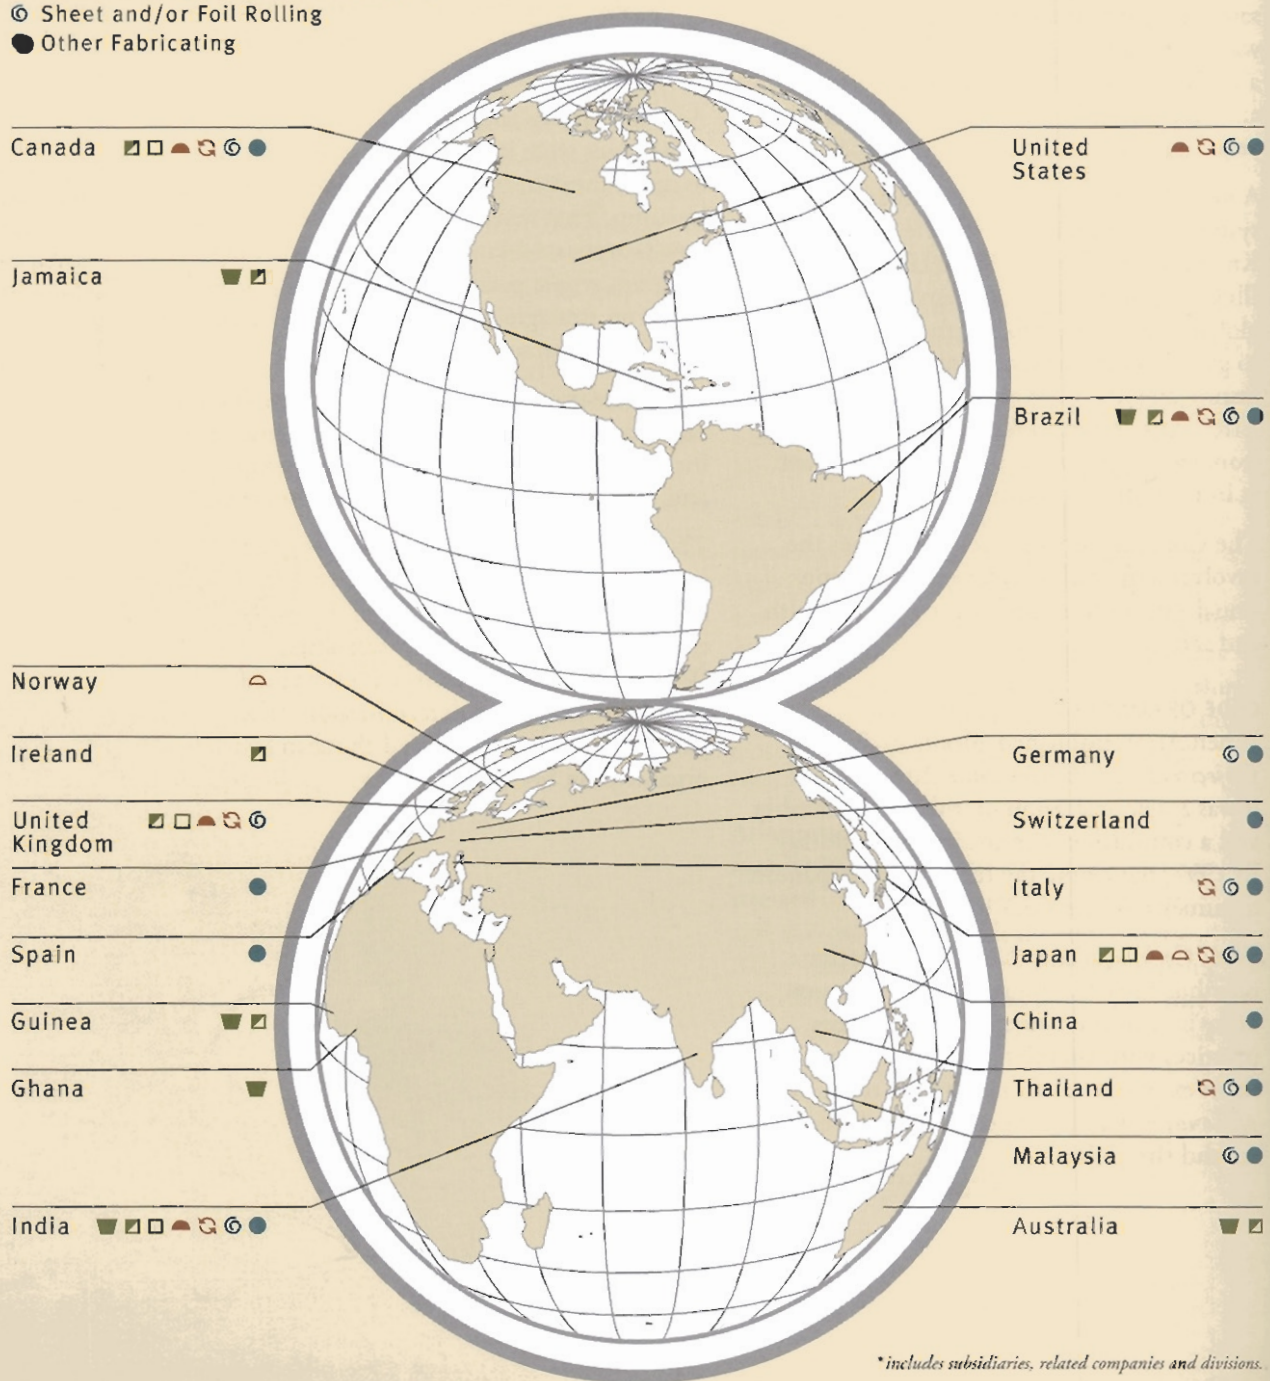 Sheet and/or Foil Rolling
Other Fabricating
Canada
United
States
Jamaica
Brazil
Norway
Ireland
Germany
United
Kingdom
Switzerland
France
Italy
Spain
Japan
Guinea
China
Ghana
Thailand
Malaysia
India
Australia
*includes subsidiaries, related companies and divisions.